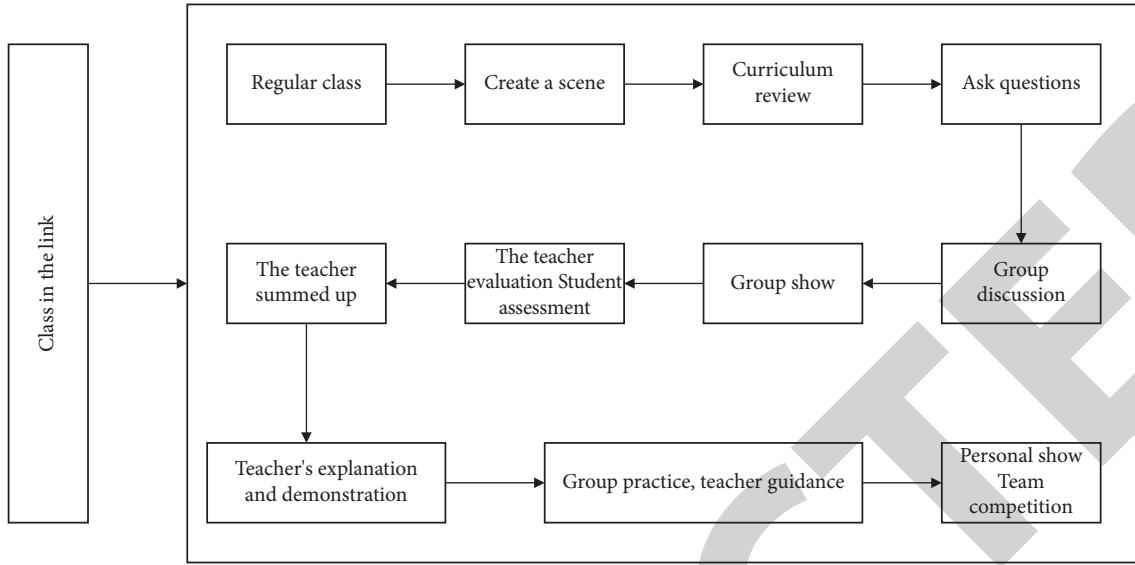 Class in the link
Regular class
Create a scene
Curriculum
review
Ask questions
Group
discussion
Group show
The teacher
evaluation Student
assessment
The teacher
summed up
Teacher's explanation
and demonstration
Group practice, teacher guidance
Personal show
Team
competition